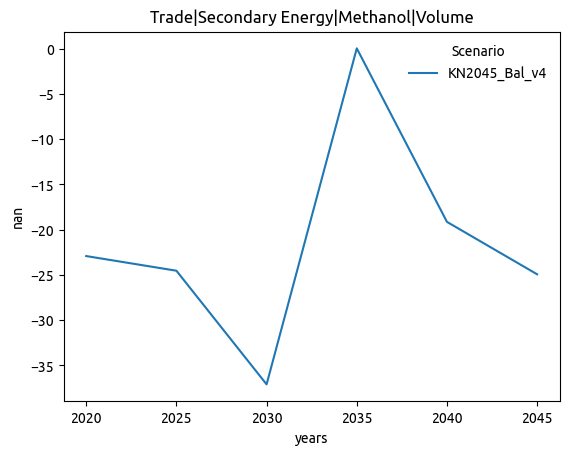 Trade|Secondary Energy|Methanol|Volume
Scenario
KN2045_Bal_v4
0
−5
−10
−15
−20
−25
−30
−35
nan
2020 2025 2030 2035 2040 2045
years